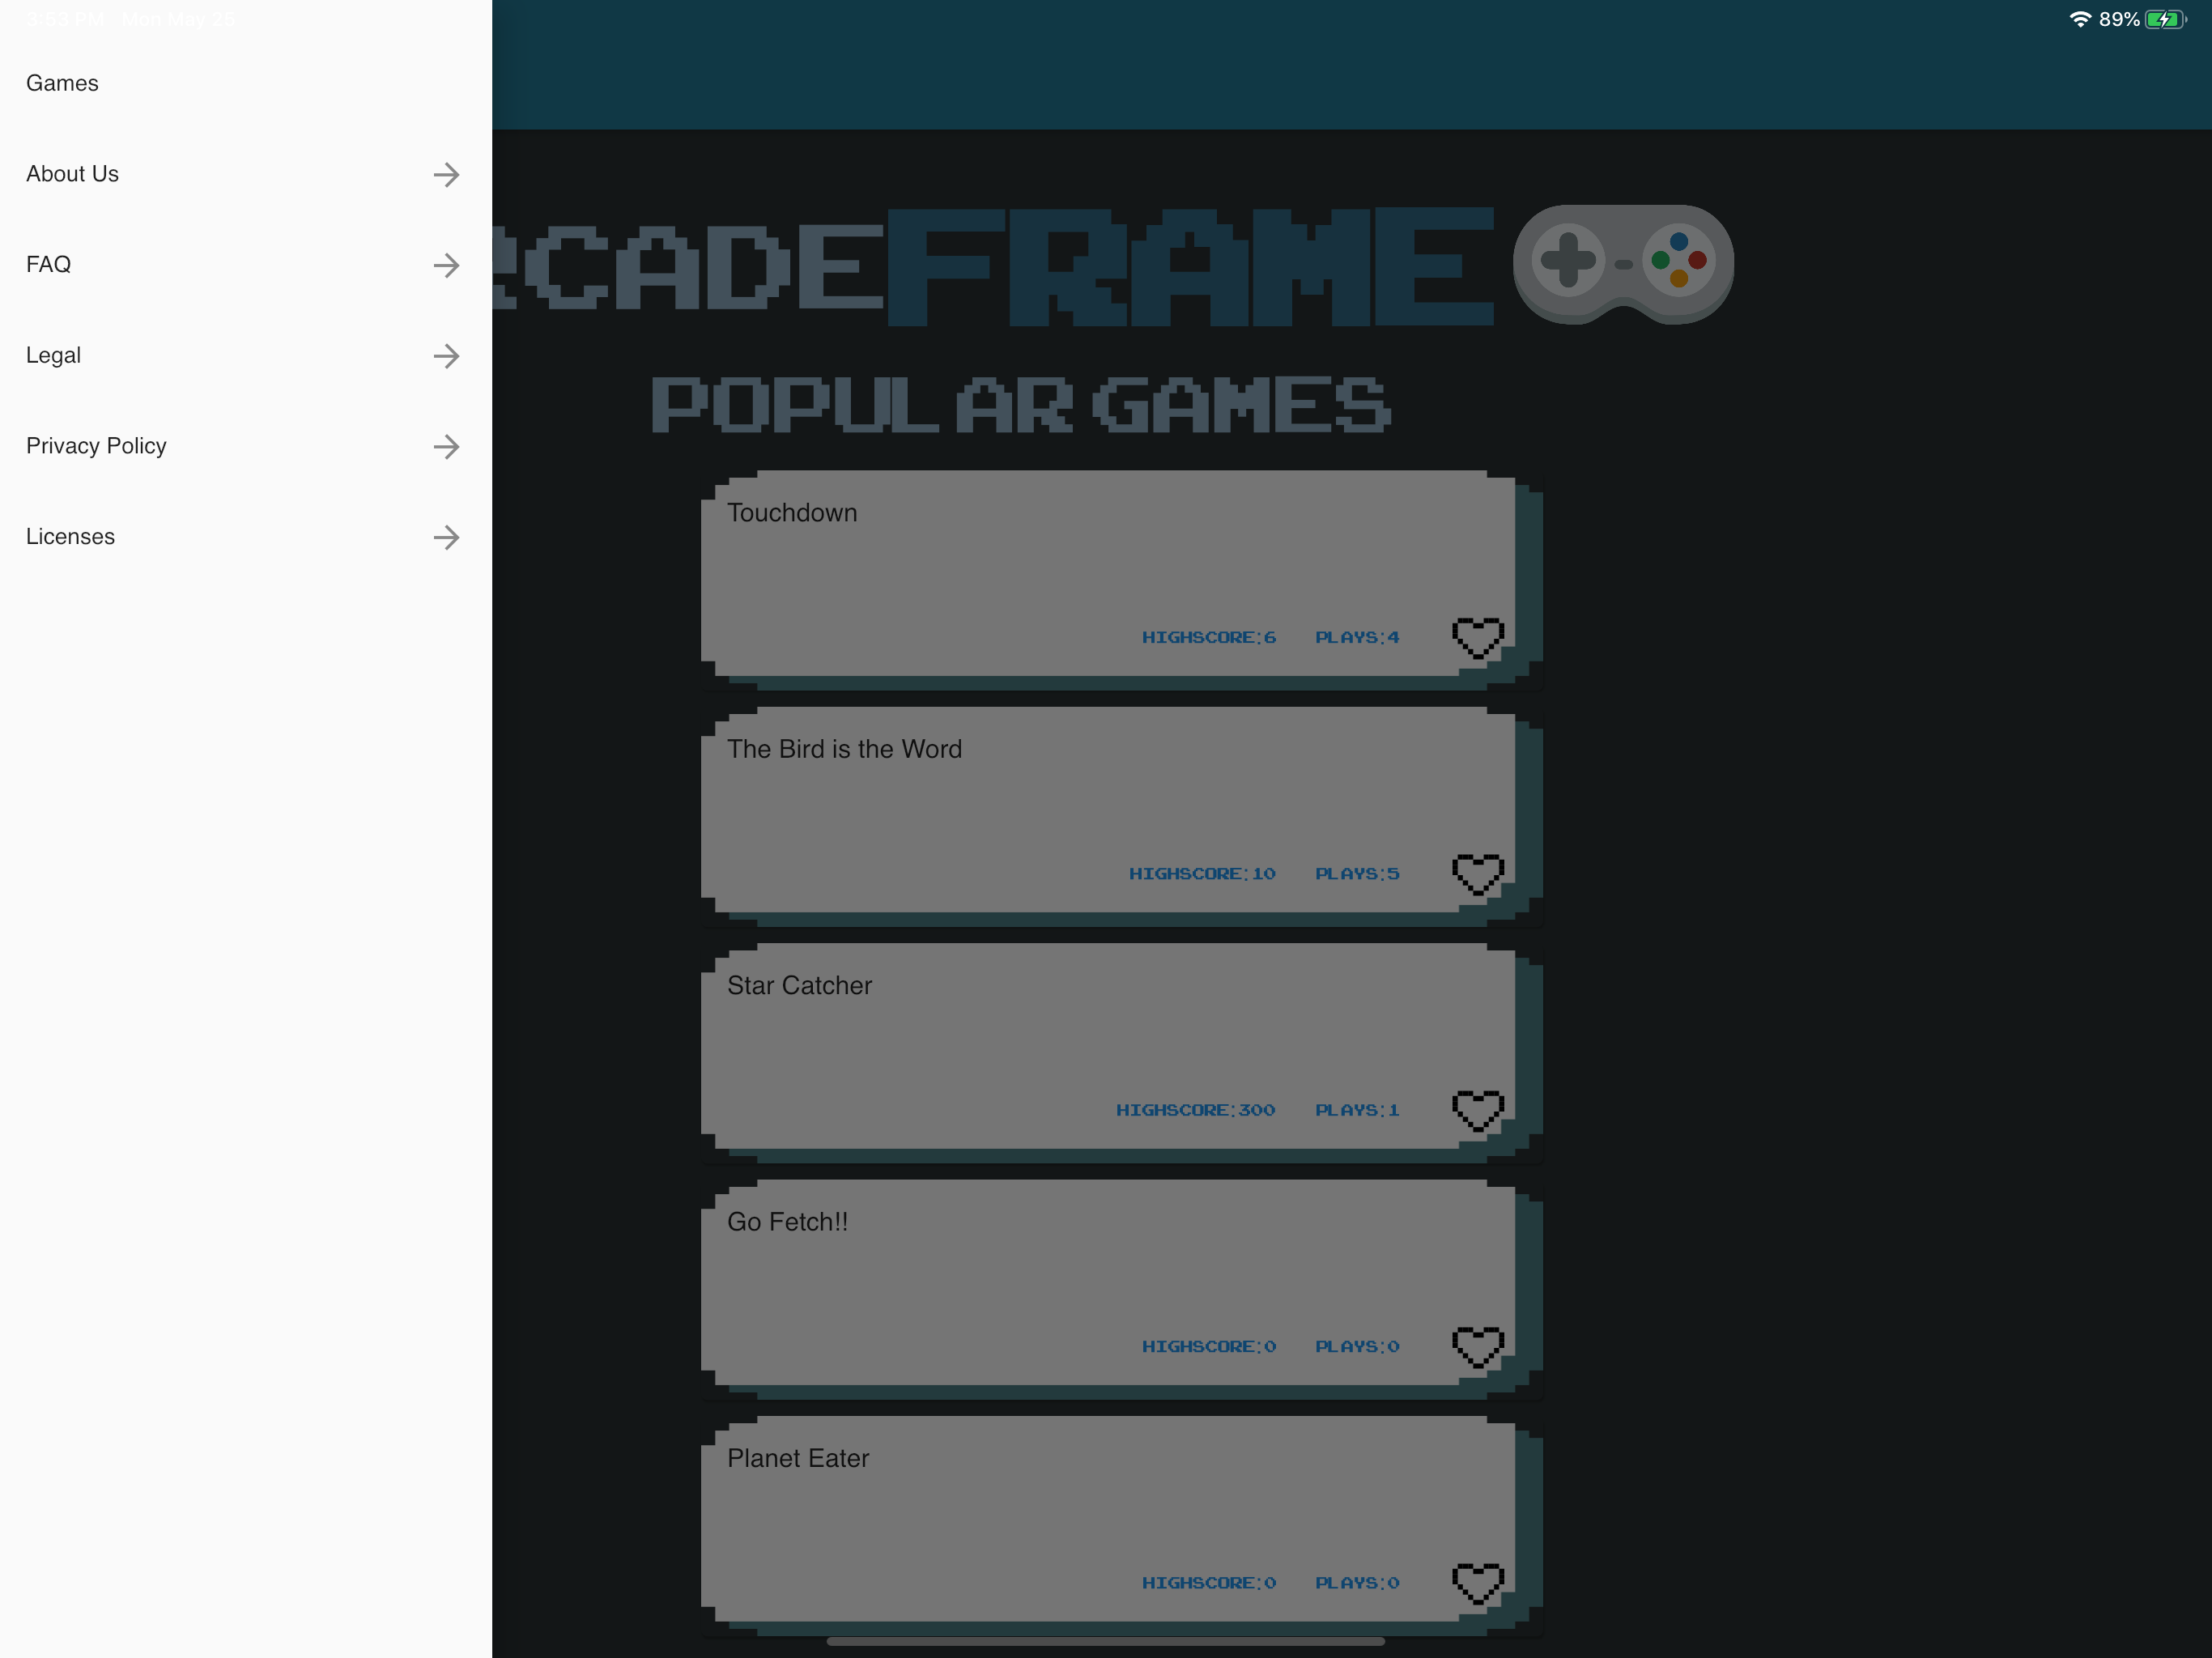 3:53 PM Mon May 25
89%
Games
About Us
FAQ
Legal
Privacy Policy
Licenses
CADEFRAME
POPULAR GAMES
Touchdown
HIGHSCORE:6 PLAYS:4
The Bird is the Word
HIGHSCORE:10 PLAYS:5
Star Catcher
HIGHSCORE:300 PLAYS:1
Go Fetch!!
HIGHSCORE:0 PLAYS:0
Planet Eater
HIGHSCORE:0 PLAYS:0